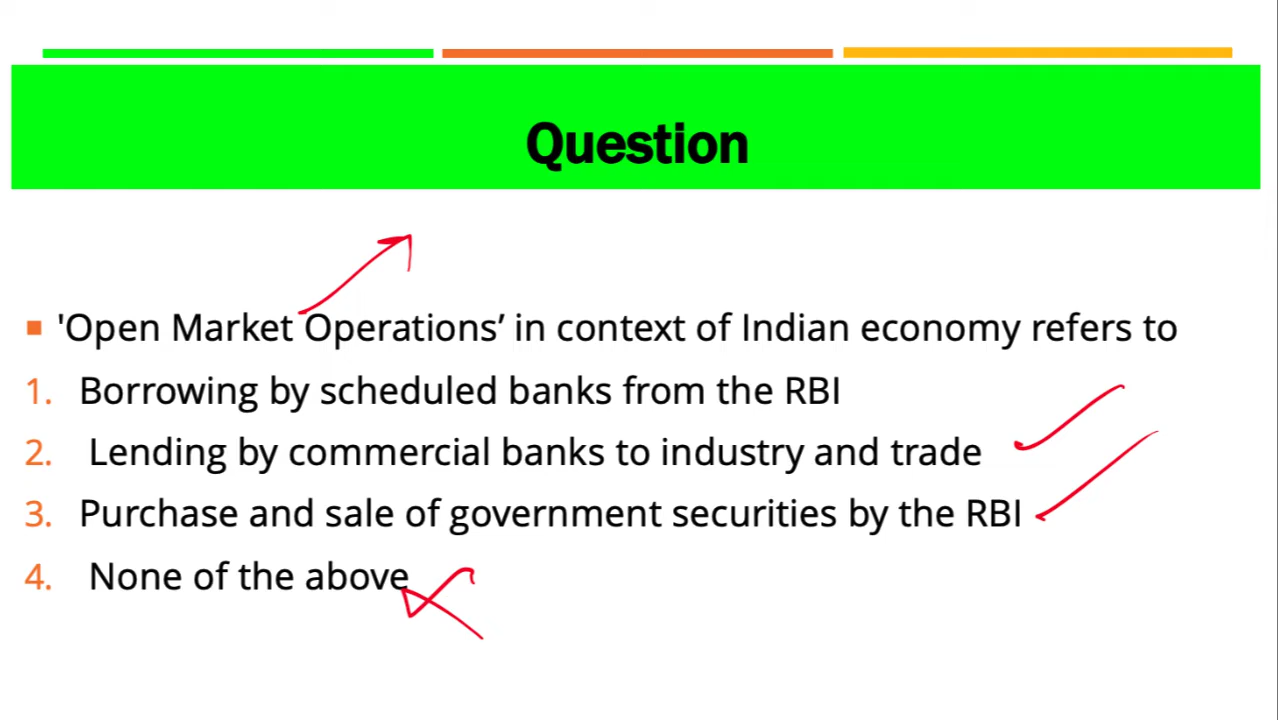 Question
'Open Market Operations’ in context of Indian economy refers to
1. Borrowing by scheduled banks from the RBI
2. Lending by commercial banks to industry and trade
3. Purchase and sale of government securities by the RBI
4. None of the above